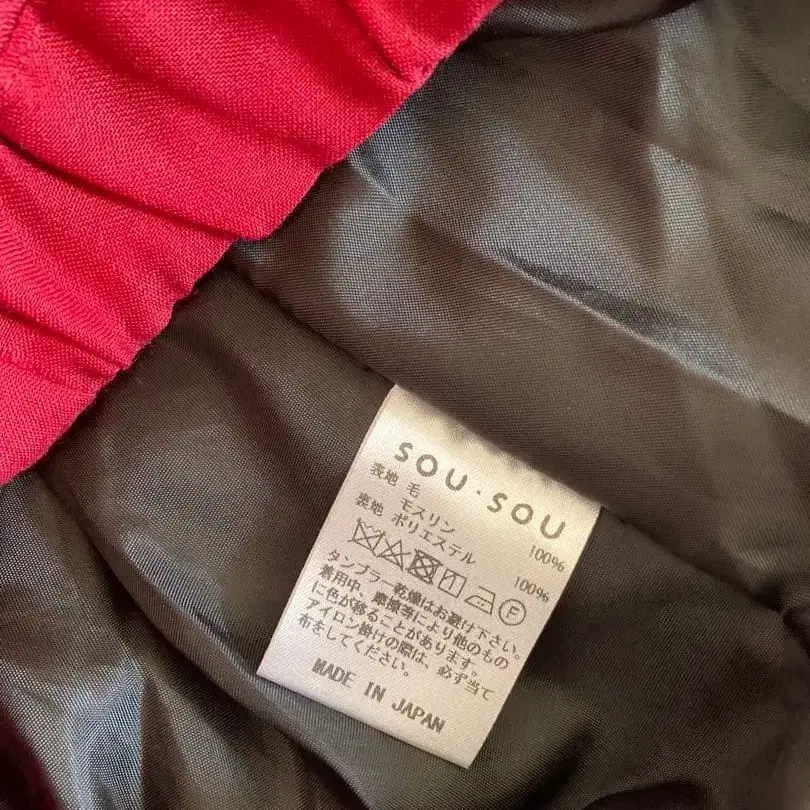 SOU・SOU
表地 毛 100%
モスリン
裏地 ポリエステル 100%
F
タンブラー乾燥はお避け下さい。
着用中、摩擦等により他のもの
に色が移ることがあります。
アイロン掛けの際は、必ず当て
布をしてください。
MADE IN JAPAN